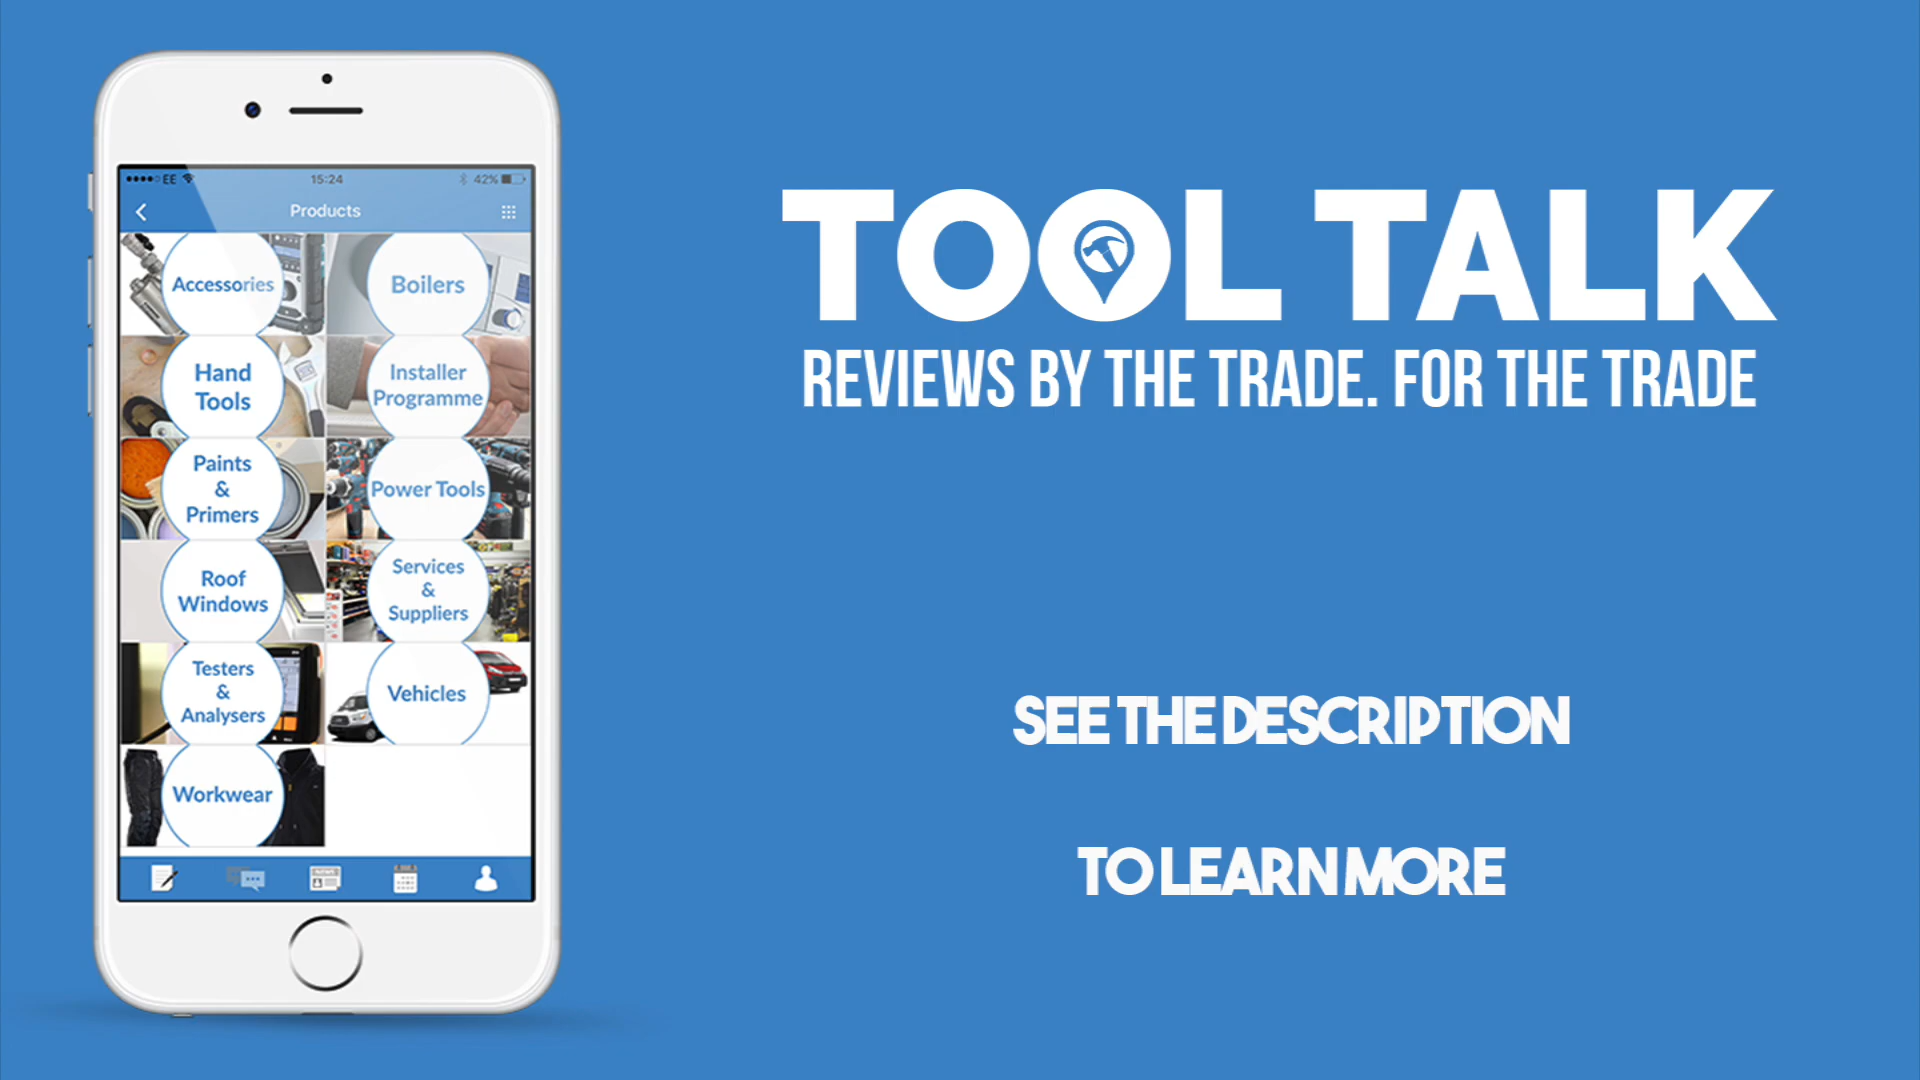 EE 15:24 42%
Products
Accessories
Boilers
Hand
Tools
Installer
Programme
Paints
&
Primers
Power Tools
Roof
Windows
Services
&
Suppliers
Testers
&
Analysers
Vehicles
Workwear
NEWS
TOOL TALK
REVIEWS BY THE TRADE. FOR THE TRADE
SEE THE DESCRIPTION
TO LEARN MORE